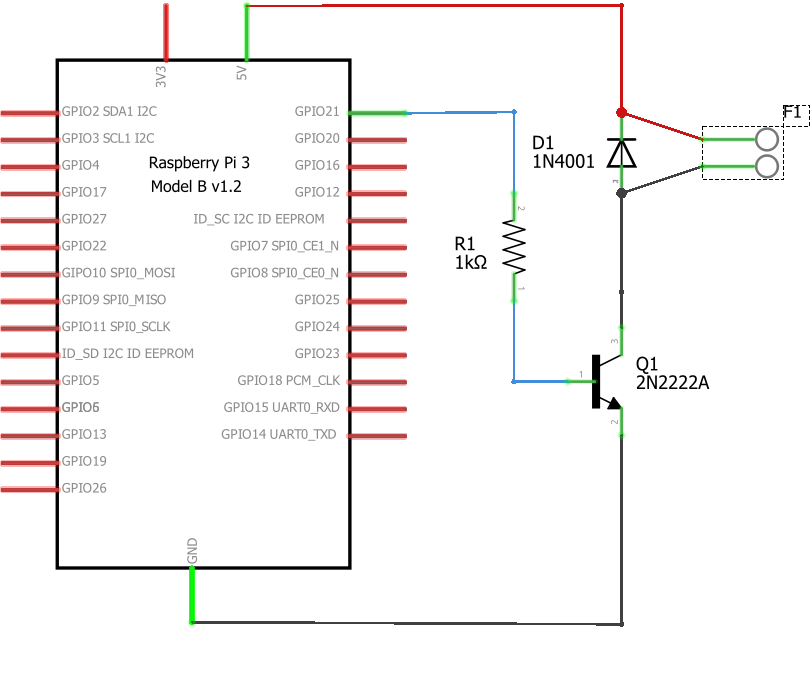 3V3
5V
GPIO2 SDA1 I2C
GPIO3 SCL1 I2C
GPIO4
GPIO17
GPIO27
GPIO22
GIPO10 SPI0_MOSI
GPIO9 SPI0_MISO
GPIO11 SPI0_SCLK
ID_SD I2C ID EEPROM
GPIO5
GPIO6
GPIO13
GPIO19
GPIO26
Raspberry Pi 3
Model B v1.2
GPIO21
GPIO20
GPIO16
GPIO12
ID_SC I2C ID EEPROM
GPIO7 SPI0_CE1_N
GPIO8 SPI0_CE0_N
GPIO25
GPIO24
GPIO23
GPIO18 PCM_CLK
GPIO15 UART0_RXD
GPIO14 UART0_TXD
GND
R1
1kΩ
2
1
D1
1N4001
F1
Q1
2N2222A
3
1
2